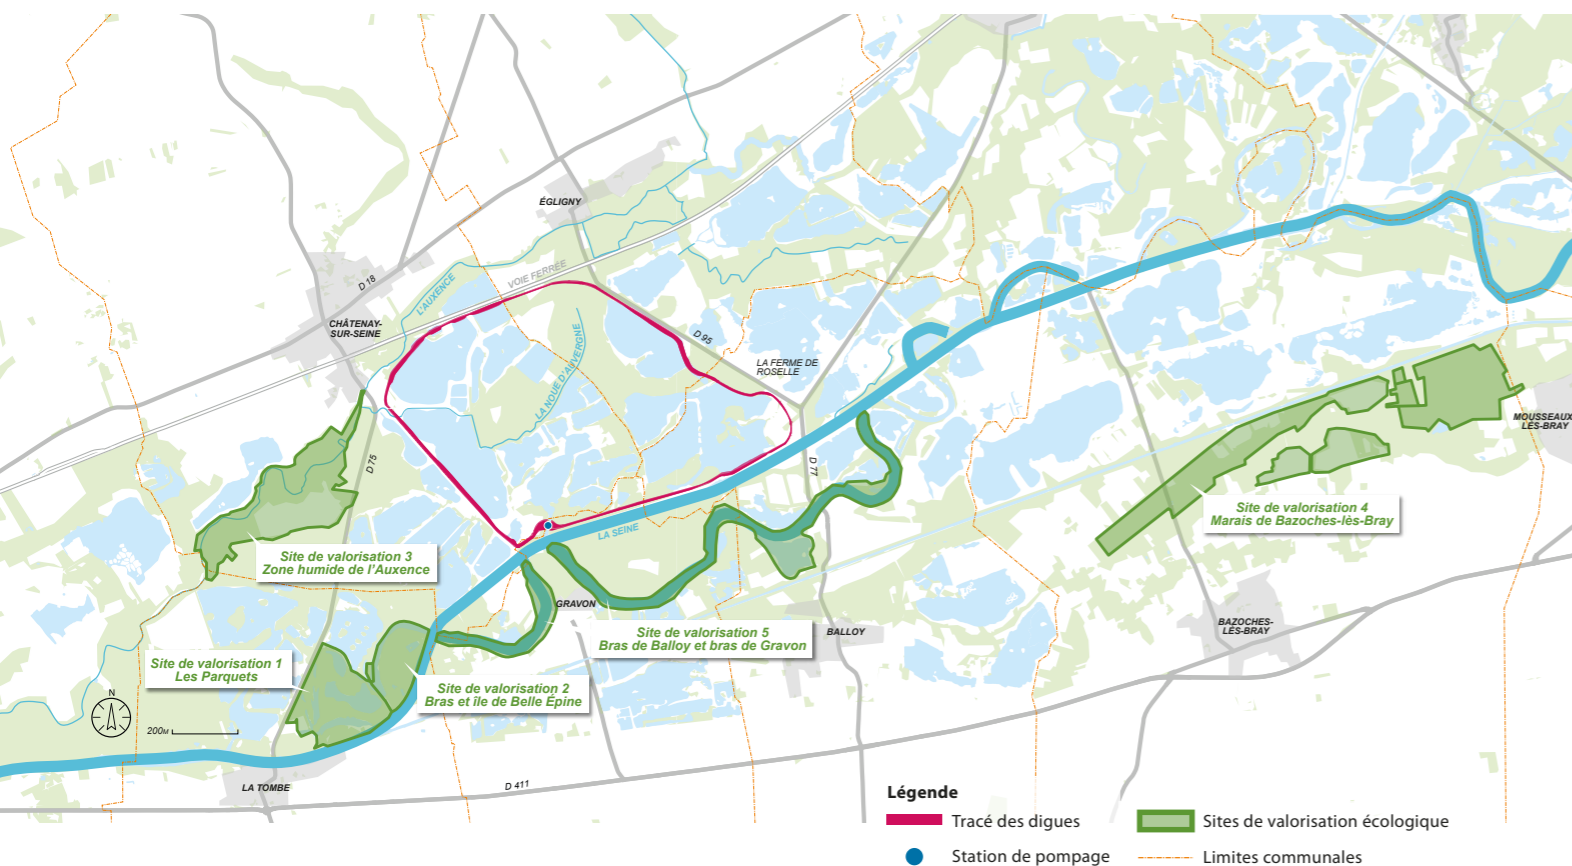 ÉGLIGNY
D 18
L'AUXENCE
VOIE FERRÉE
CHÂTENAY-
SUR-SEINE
LA NOUE D'AUVERGNE
D 95
LA FERME DE
ROSELLE
MOUSSEAUX-
LÈS-BRAY
D 75
D 77
LA SEINE
Site de valorisation 4
Marais de Bazoches-lès-Bray
Site de valorisation 3
Zone humide de l'Auxence
GRAVON
BALLOY
BAZOCHES-
LÈS-BRAY
Site de valorisation 5
Bras de Balloy et bras de Gravon
Site de valorisation 1
Les Parquets
Site de valorisation 2
Bras et île de Belle Épine
N
200M
LA TOMBE
D 411
Légende
Tracé des digues
Sites de valorisation écologique
Station de pompage
Limites communales